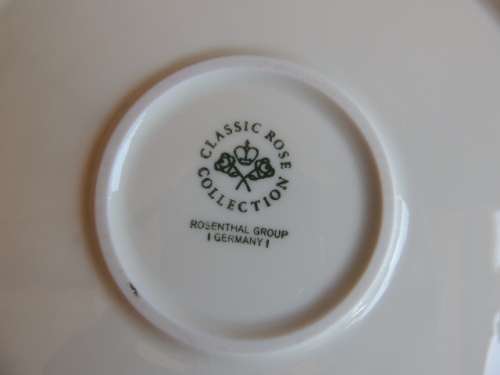 CLASSIC ROSE
COLLECTION
ROSENTHAL GROUP
| GERMANY |